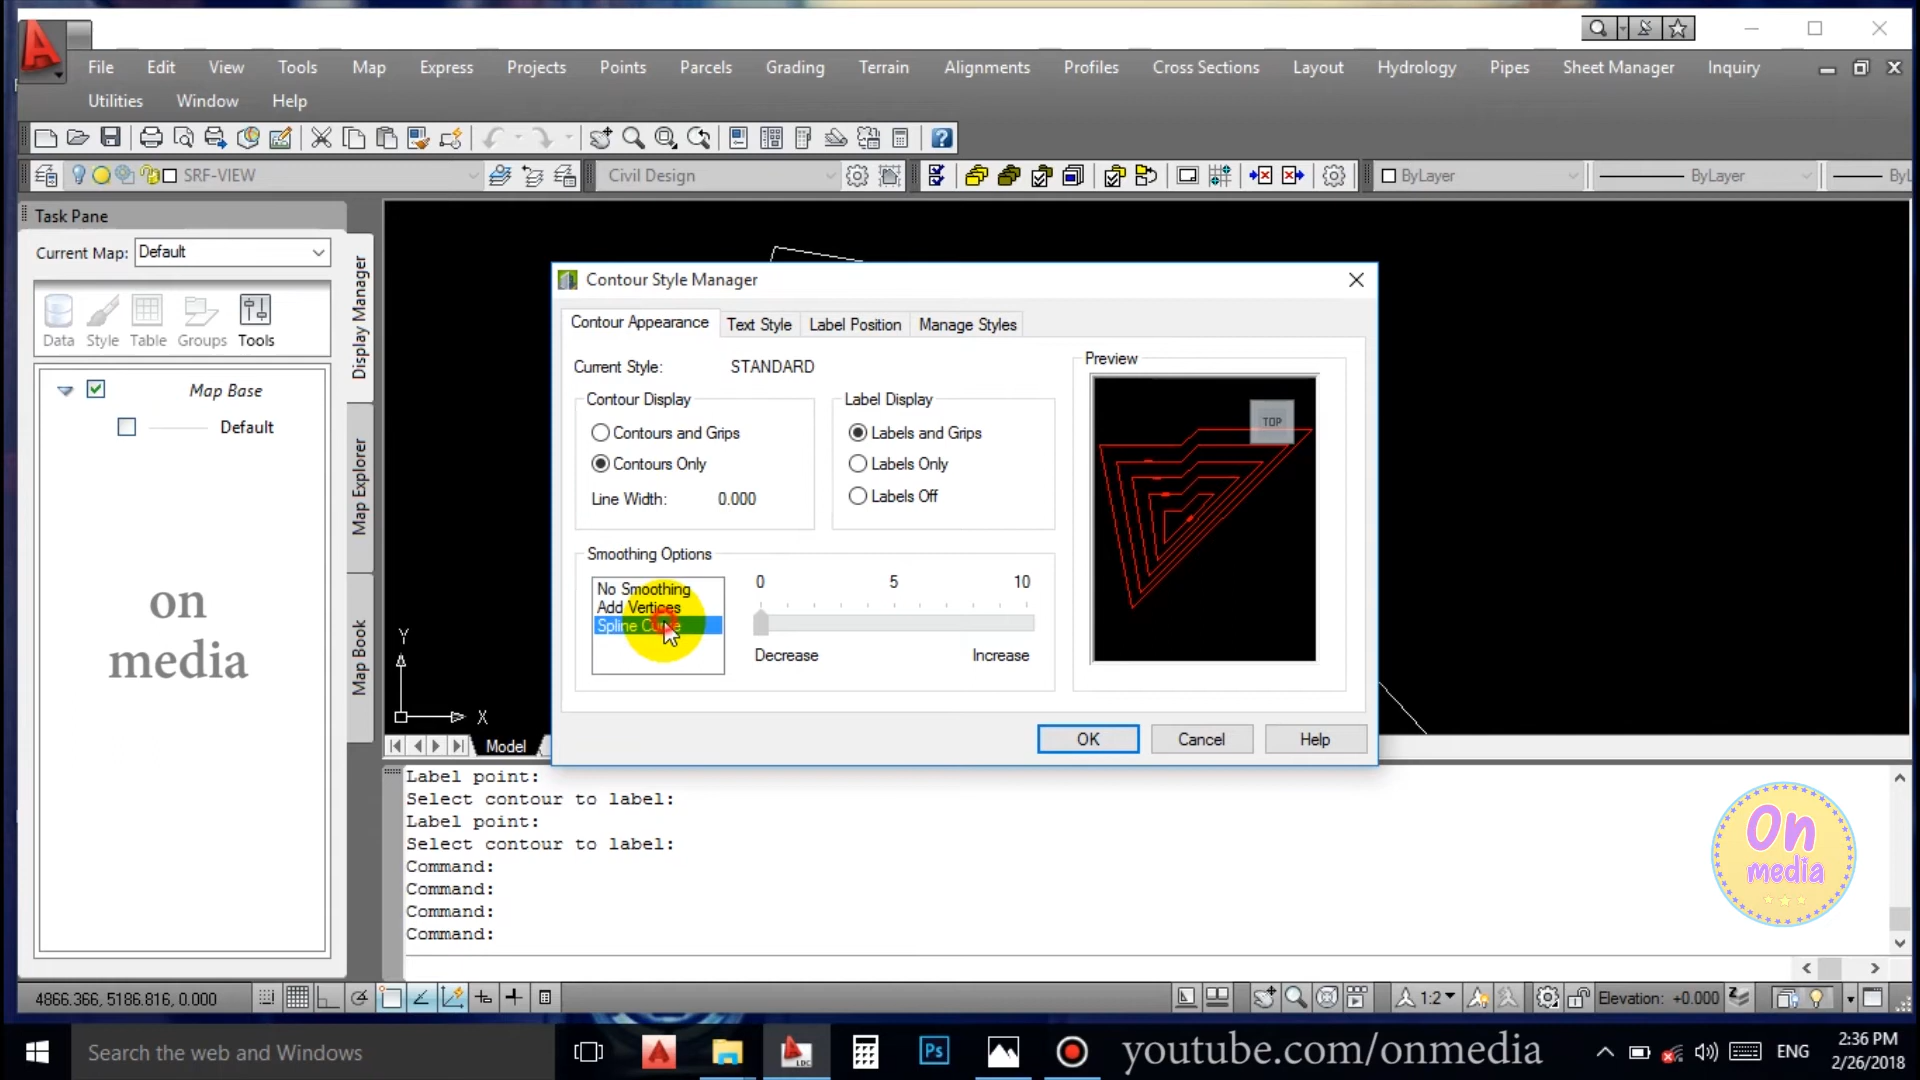 File Edit View Tools Map Express Projects Points Parcels Grading Terrain Alignments Profiles Cross Sections Layout Hydrology Pipes Sheet Manager Inquiry
Utilities Window Help
SRF-VIEW Civil Design ByLayer ByLayer ByL
Task Pane
Current Map: Default
Data Style Table Groups Tools
Display Manager
Map Explorer
Map Book
Map Base
Default
on
media
Contour Style Manager
Contour Appearance Text Style Label Position Manage Styles
Current Style: STANDARD
Contour Display
Contours and Grips
Contours Only
Line Width: 0.000
Label Display
Labels and Grips
Labels Only
Labels Off
Preview
TOP
Smoothing Options
No Smoothing
Add Vertices
Spline Curve
0 5 10
Decrease Increase
OK Cancel Help
Y
X
Model
Label point:
Select contour to label:
Label point:
Select contour to label:
Command:
Command:
Command:
Command:
On
media
4866.366, 5186.816, 0.000
1:2 Elevation: +0.000
Search the web and Windows
Ps
LDC
youtube.com/onmedia
ENG
2:36 PM
2/26/2018